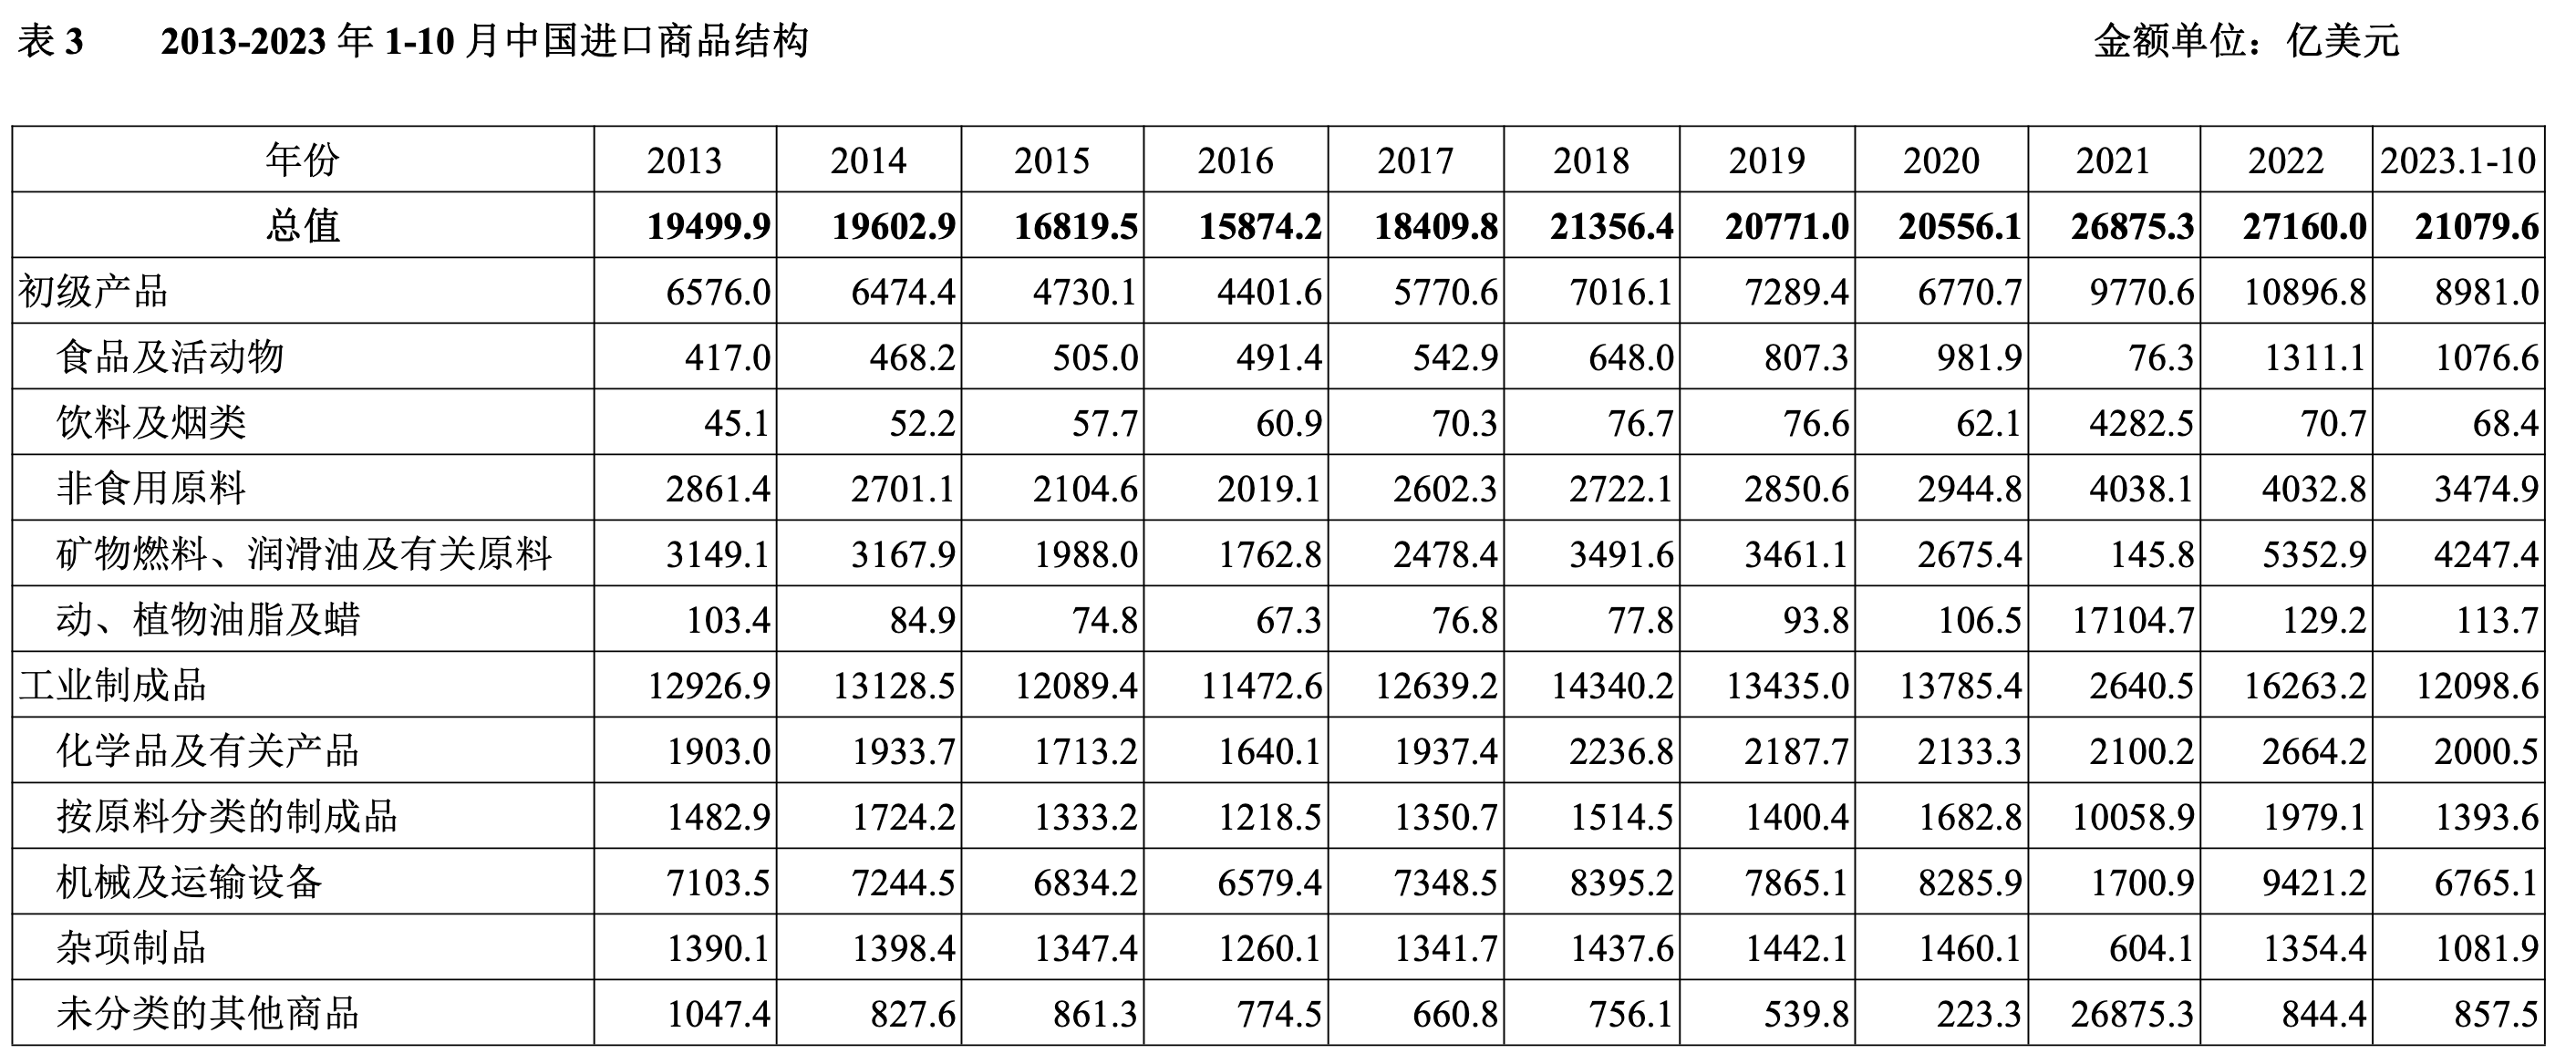 表 3 2013-2023 年 1-10 月中国进口商品结构 金额单位：亿美元
年份 2013 2014 2015 2016 2017 2018 2019 2020 2021 2022 2023.1-10
总值 19499.9 19602.9 16819.5 15874.2 18409.8 21356.4 20771.0 20556.1 26875.3 27160.0 21079.6
初级产品 6576.0 6474.4 4730.1 4401.6 5770.6 7016.1 7289.4 6770.7 9770.6 10896.8 8981.0
食品及活动物 417.0 468.2 505.0 491.4 542.9 648.0 807.3 981.9 76.3 1311.1 1076.6
饮料及烟类 45.1 52.2 57.7 60.9 70.3 76.7 76.6 62.1 4282.5 70.7 68.4
非食用原料 2861.4 2701.1 2104.6 2019.1 2602.3 2722.1 2850.6 2944.8 4038.1 4032.8 3474.9
矿物燃料、润滑油及有关原料 3149.1 3167.9 1988.0 1762.8 2478.4 3491.6 3461.1 2675.4 145.8 5352.9 4247.4
动、植物油脂及蜡 103.4 84.9 74.8 67.3 76.8 77.8 93.8 106.5 17104.7 129.2 113.7
工业制成品 12926.9 13128.5 12089.4 11472.6 12639.2 14340.2 13435.0 13785.4 2640.5 16263.2 12098.6
化学品及有关产品 1903.0 1933.7 1713.2 1640.1 1937.4 2236.8 2187.7 2133.3 2100.2 2664.2 2000.5
按原料分类的制成品 1482.9 1724.2 1333.2 1218.5 1350.7 1514.5 1400.4 1682.8 10058.9 1979.1 1393.6
机械及运输设备 7103.5 7244.5 6834.2 6579.4 7348.5 8395.2 7865.1 8285.9 1700.9 9421.2 6765.1
杂项制品 1390.1 1398.4 1347.4 1260.1 1341.7 1437.6 1442.1 1460.1 604.1 1354.4 1081.9
未分类的其他商品 1047.4 827.6 861.3 774.5 660.8 756.1 539.8 223.3 26875.3 844.4 857.5